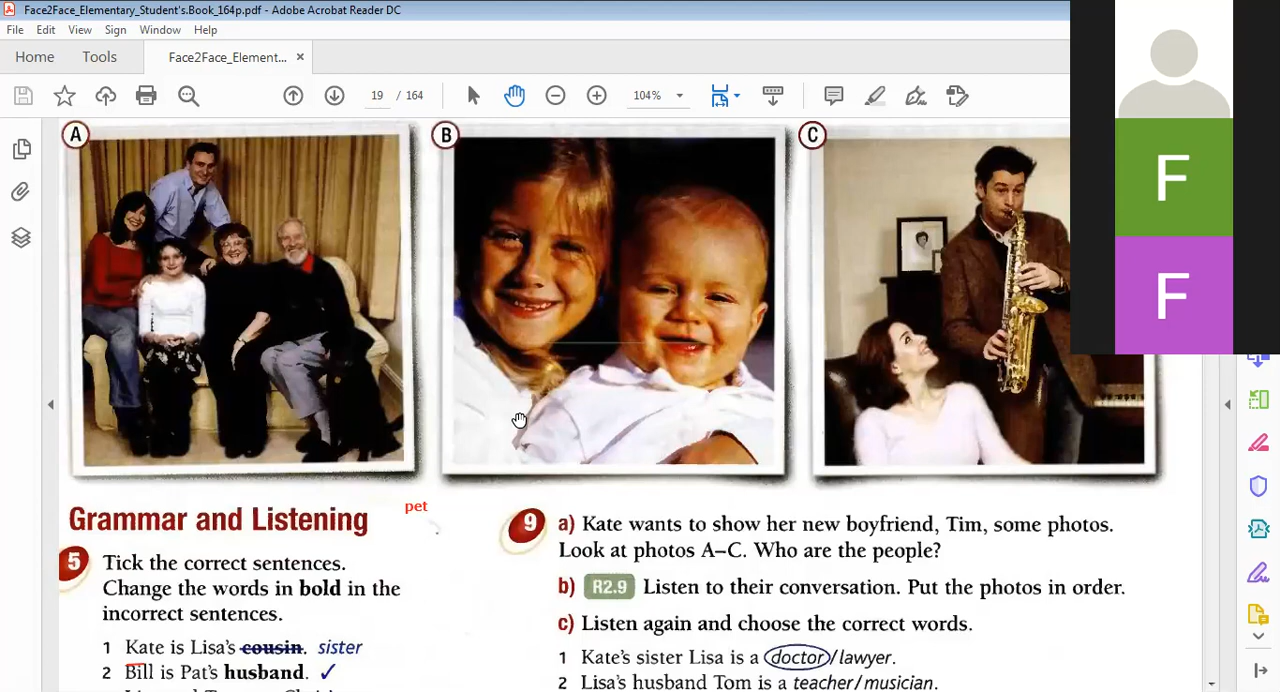 Face2Face_Elementary_Student's.Book_164p.pdf - Adobe Acrobat Reader DC
File Edit View Sign Window Help
Home Tools Face2Face_Element... ×
19 / 164 104%
A B C
F
F
pet
Grammar and Listening
5 Tick the correct sentences.
Change the words in bold in the
incorrect sentences.
1 Kate is Lisa's cousin. sister
2 Bill is Pat's husband. ✓
9 a) Kate wants to show her new boyfriend, Tim, some photos.
Look at photos A–C. Who are the people?
b) R2.9 Listen to their conversation. Put the photos in order.
c) Listen again and choose the correct words.
1 Kate's sister Lisa is a doctor/lawyer.
2 Lisa's husband Tom is a teacher/musician.